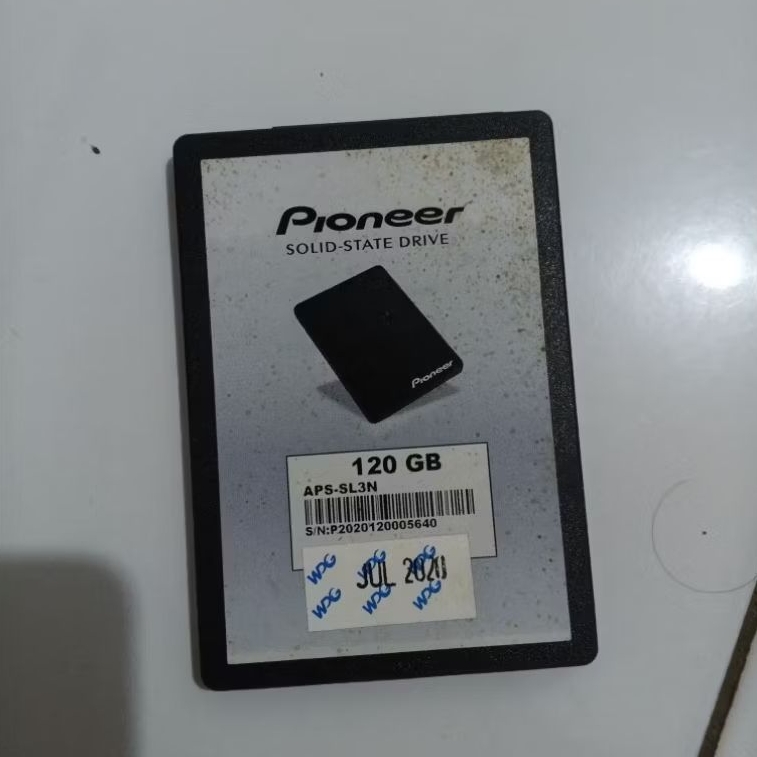 Pioneer
SOLID-STATE DRIVE
Pioneer
120 GB
APS-SL3N
S/N:P2020120005640
WDG WDG WDG
JUL 2020
WDG WDG WDG